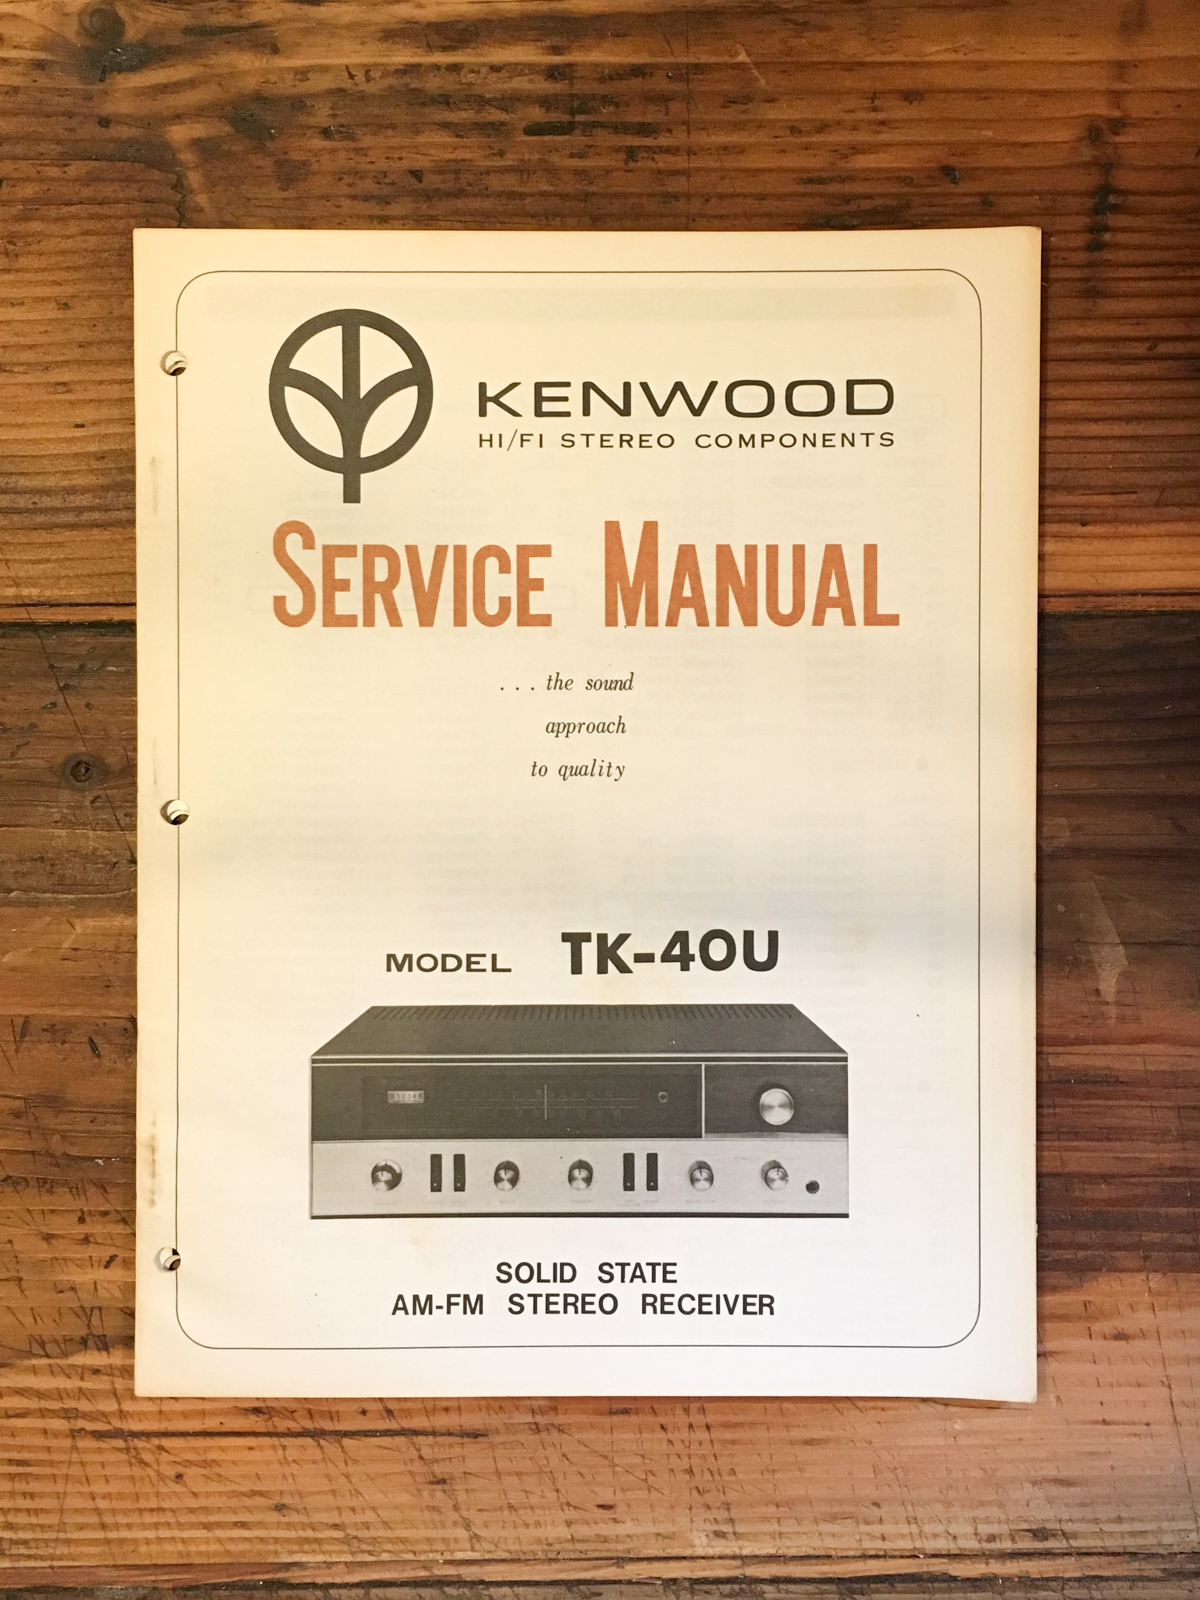 KENWOOD
HI/FI STEREO COMPONENTS
SERVICE MANUAL
. . . the sound
approach
to quality
MODEL TK-40U
SOLID STATE
AM-FM STEREO RECEIVER